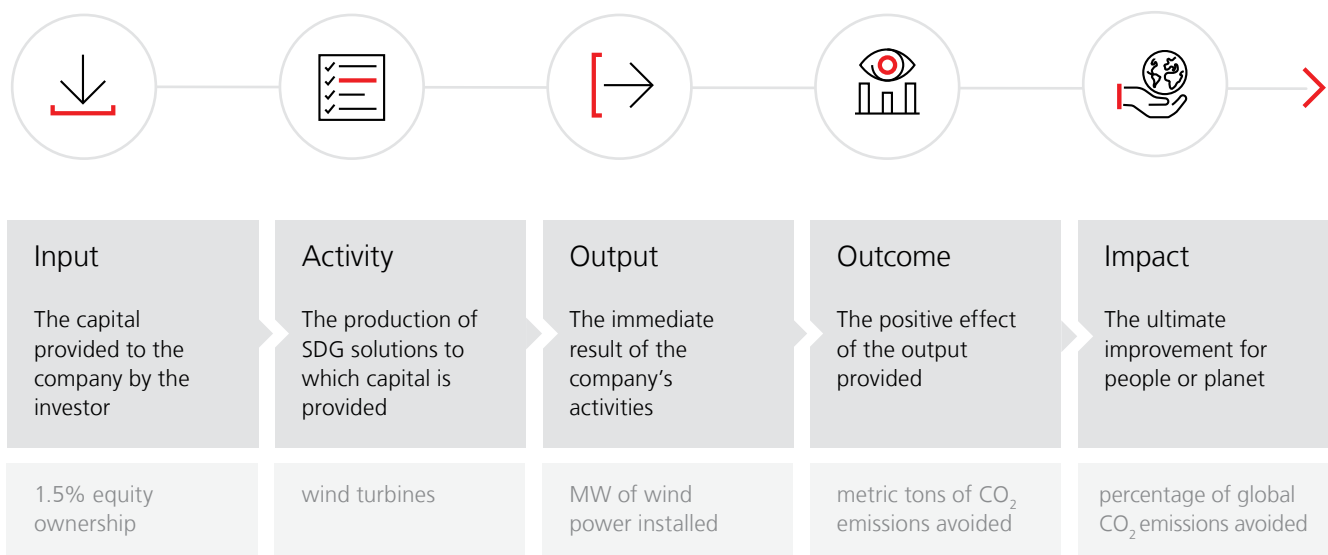 Input
The capital
provided to the
company by the
investor
1.5% equity
ownership
Activity
The production of
SDG solutions to
which capital is
provided
wind turbines
Output
The immediate
result of the
company’s
activities
MW of wind
power installed
Outcome
The positive effect
of the output
provided
metric tons of CO₂
emissions avoided
Impact
The ultimate
improvement for
people or planet
percentage of global
CO₂ emissions avoided